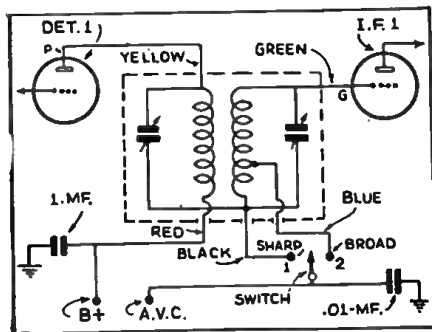 DET.1
I.F.1
P
YELLOW
GREEN
G
1.MF.
BLUE
RED
BLACK
SHARP
BROAD
1
2
SWITCH
.01-MF.
B+
A.V.C.